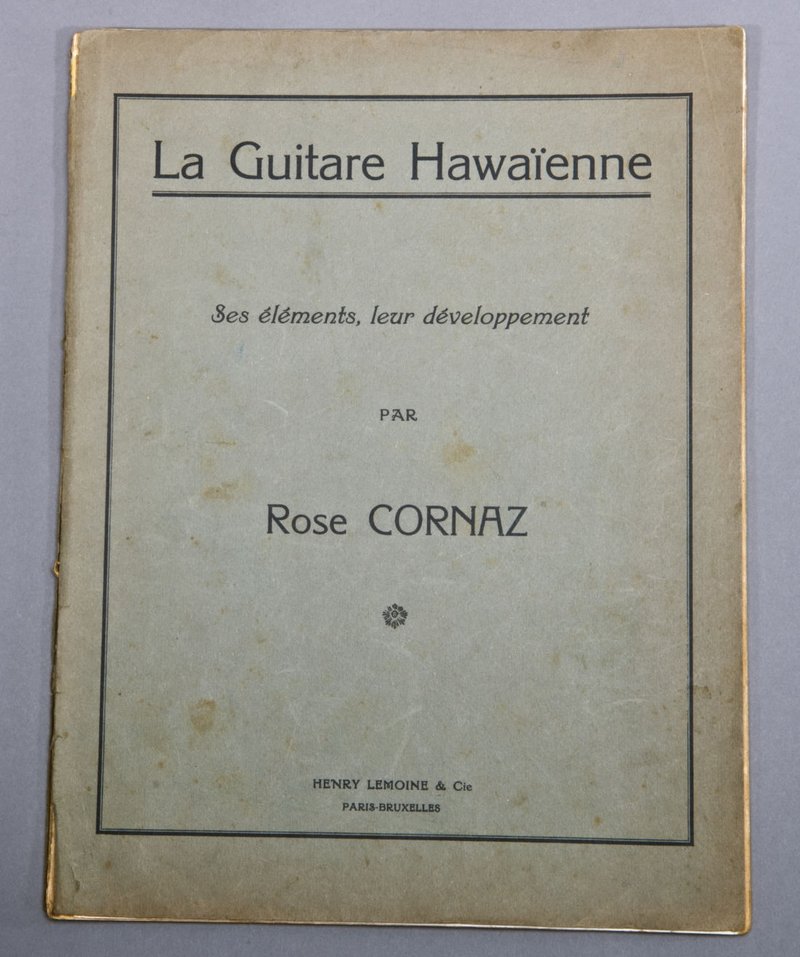 La Guitare Hawaïenne
Ses éléments, leur développement
PAR
Rose CORNAZ
HENRY LEMOINE & Cie
PARIS-BRUXELLES